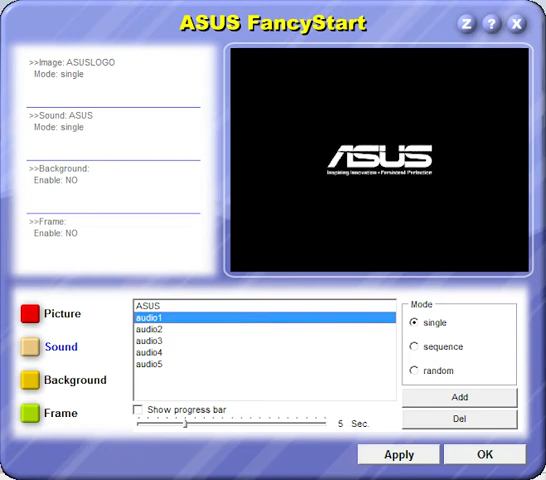 ASUS FancyStart
Z ? X
>>Image: ASUSLOGO
Mode: single
>>Sound: ASUS
Mode: single
>>Background:
Enable: NO
>>Frame:
Enable: NO
ASUS
Inspiring Innovation • Persistent Perfection
Picture
Sound
Background
Frame
ASUS
audio1
audio2
audio3
audio4
audio5
Show progress bar
5 Sec.
Mode
single
sequence
random
Add
Del
Apply
OK